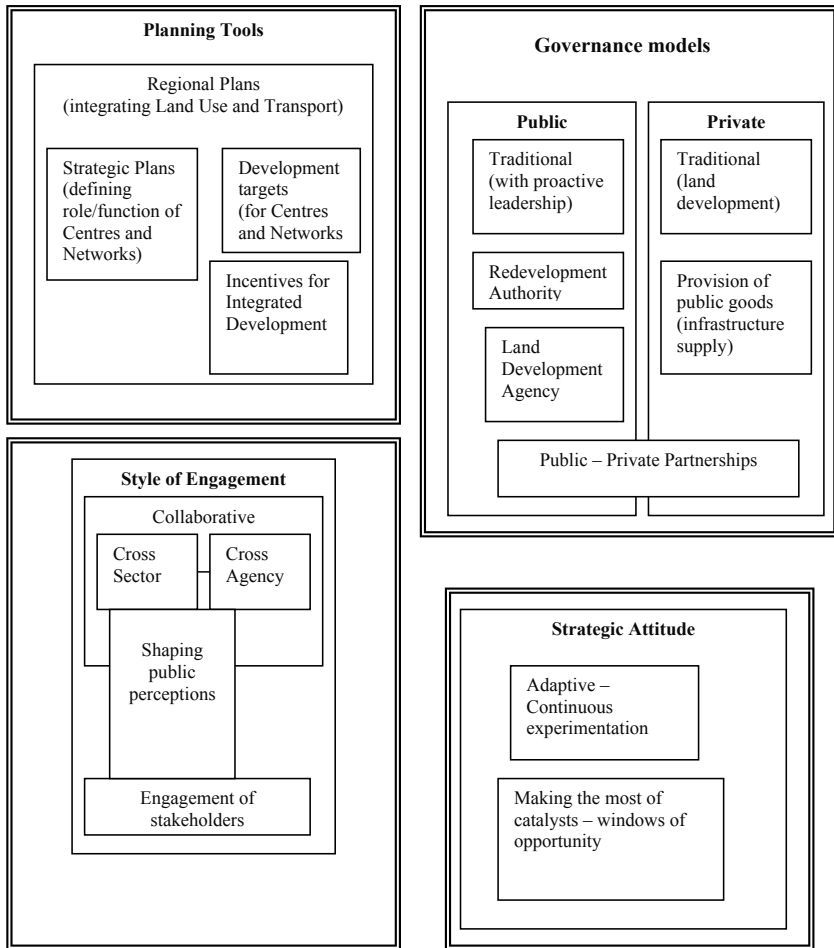 Planning Tools
Regional Plans
(integrating Land Use and Transport)
Strategic Plans
(defining
role/function of
Centres and
Networks)
Development
targets
(for Centres
and Networks
Incentives for
Integrated
Development
Governance models
Public
Traditional
(with proactive
leadership)
Redevelopment
Authority
Land
Development
Agency
Private
Traditional
(land
development)
Provision of
public goods
(infrastructure
supply)
Public – Private Partnerships
Style of Engagement
Collaborative
Cross
Sector
Cross
Agency
Shaping
public
perceptions
Engagement of
stakeholders
Strategic Attitude
Adaptive –
Continuous
experimentation
Making the most of
catalysts – windows of
opportunity